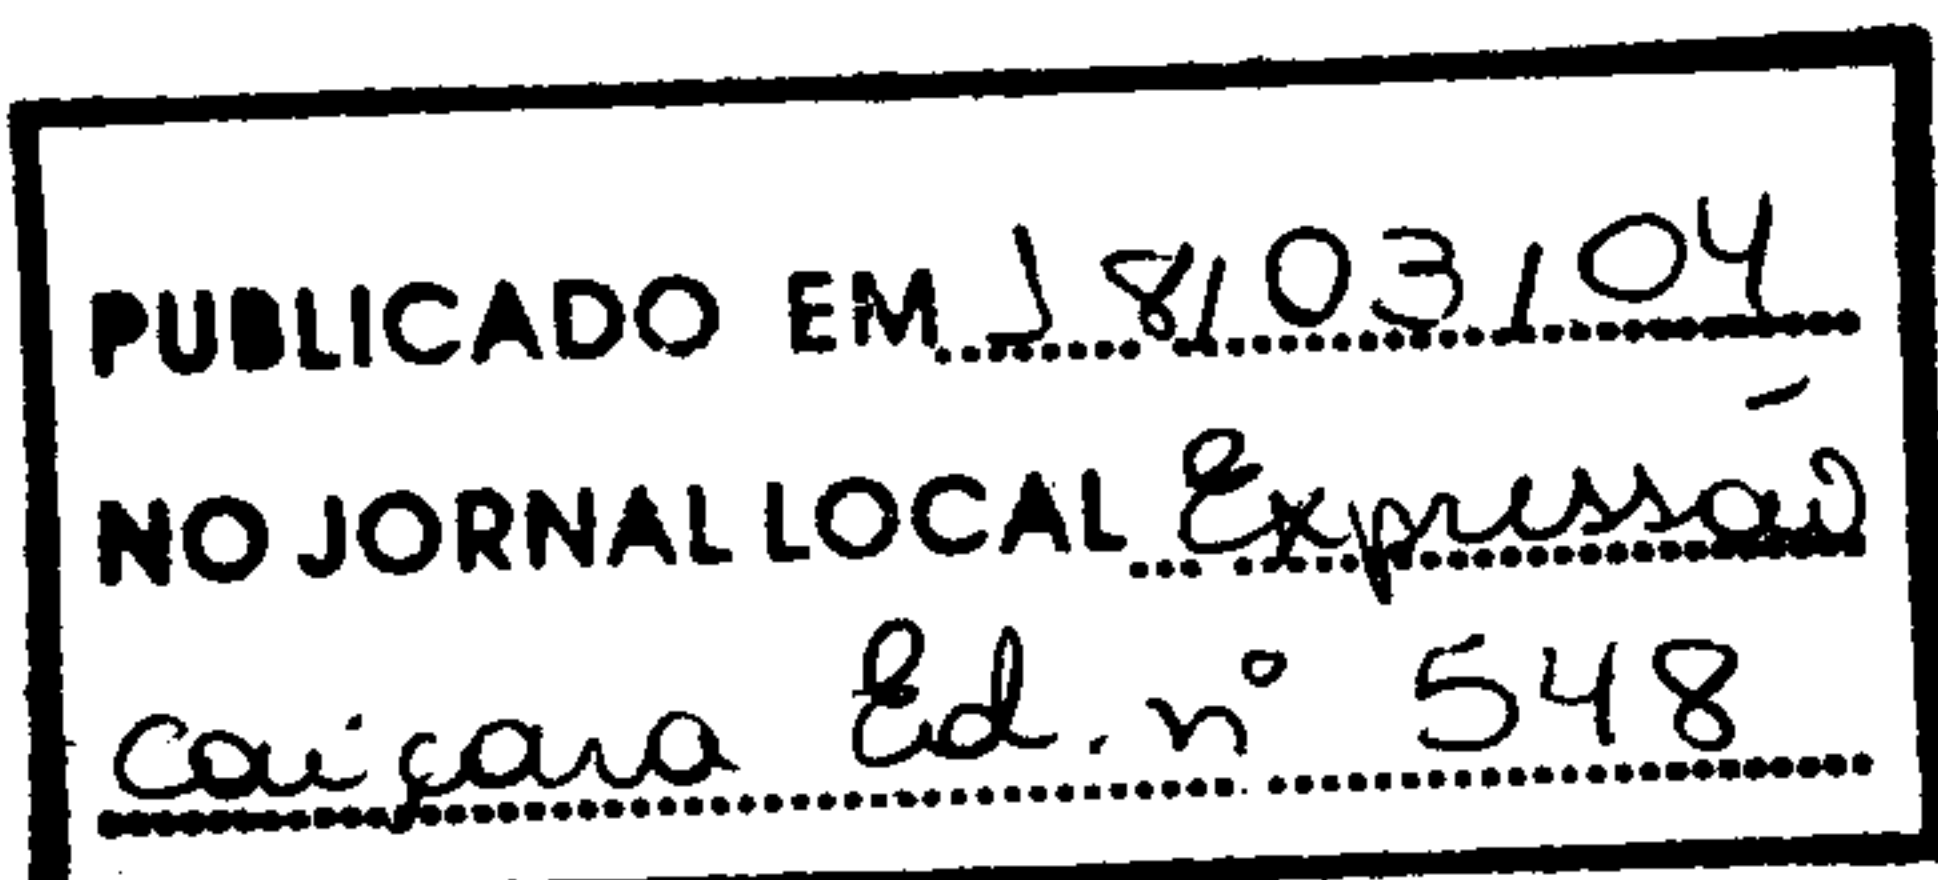 PUBLICADO EM 18/03/04
NO JORNAL LOCAL Expressão
Caiçara Ed. nº 548